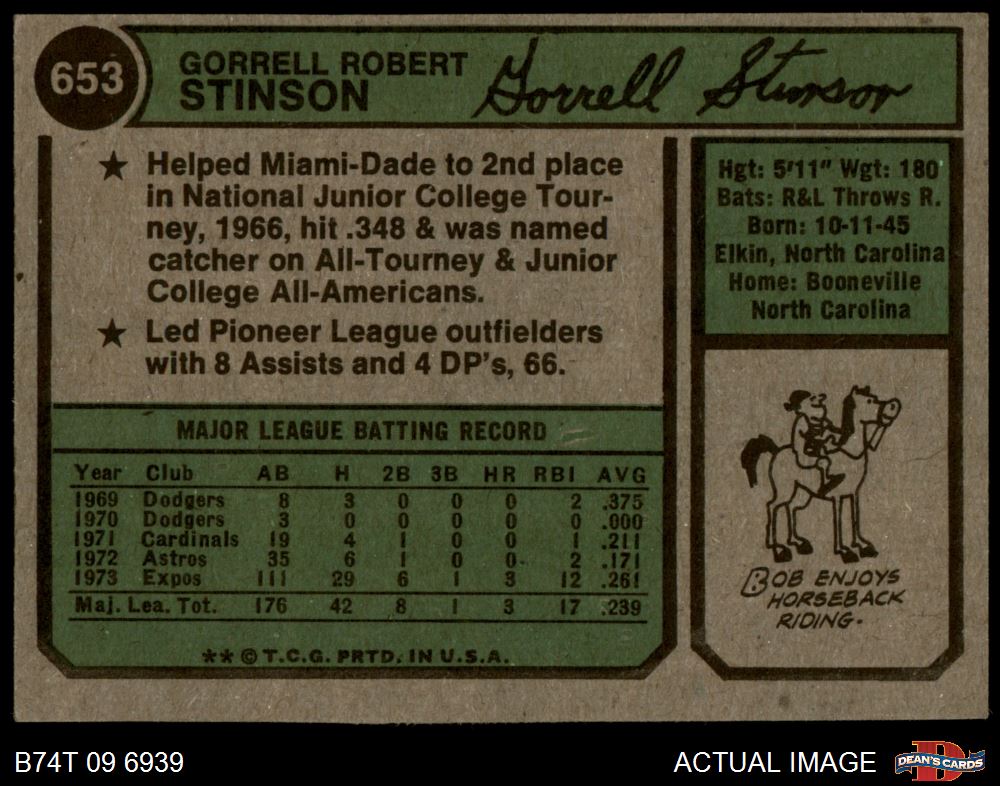 653
GORRELL ROBERT
STINSON
Gorrell Stinson
★ Helped Miami-Dade to 2nd place
in National Junior College Tour-
ney, 1966, hit .348 & was named
catcher on All-Tourney & Junior
College All-Americans.
★ Led Pioneer League outfielders
with 8 Assists and 4 DP's, 66.
MAJOR LEAGUE BATTING RECORD
Year Club AB H 2B 3B HR RBI AVG
1969 Dodgers 8 3 0 0 0 2 .375
1970 Dodgers 3 0 0 0 0 0 .000
1971 Cardinals 19 4 1 0 0 1 .211
1972 Astros 35 6 1 0 0 2 .171
1973 Expos 111 29 6 1 3 12 .261
Maj. Lea. Tot. 176 42 8 1 3 17 .239
** © T.C.G. PRTD. IN U.S.A.
Hgt: 5'11" Wgt: 180
Bats: R&L Throws R.
Born: 10-11-45
Elkin, North Carolina
Home: Booneville
North Carolina
BOB ENJOYS
HORSEBACK
RIDING.
B74T 09 6939
ACTUAL IMAGE
DEAN'S CARDS